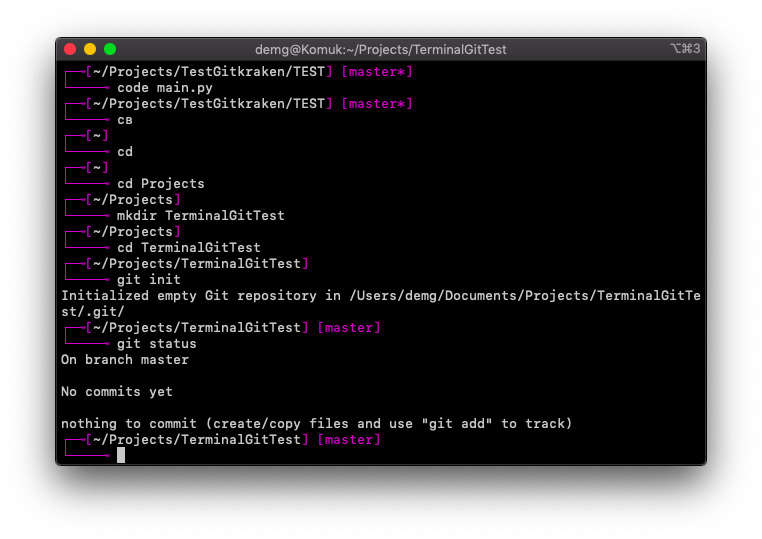 demg@Komuk:~/Projects/TerminalGitTest ⌥⌘3
[~/Projects/TestGitkraken/TEST] [master*]
code main.py
[~/Projects/TestGitkraken/TEST] [master*]
св
[~]
cd
[~]
cd Projects
[~/Projects]
mkdir TerminalGitTest
[~/Projects]
cd TerminalGitTest
[~/Projects/TerminalGitTest]
git init
Initialized empty Git repository in /Users/demg/Documents/Projects/TerminalGitTe
st/.git/
[~/Projects/TerminalGitTest] [master]
git status
On branch master
No commits yet
nothing to commit (create/copy files and use "git add" to track)
[~/Projects/TerminalGitTest] [master]